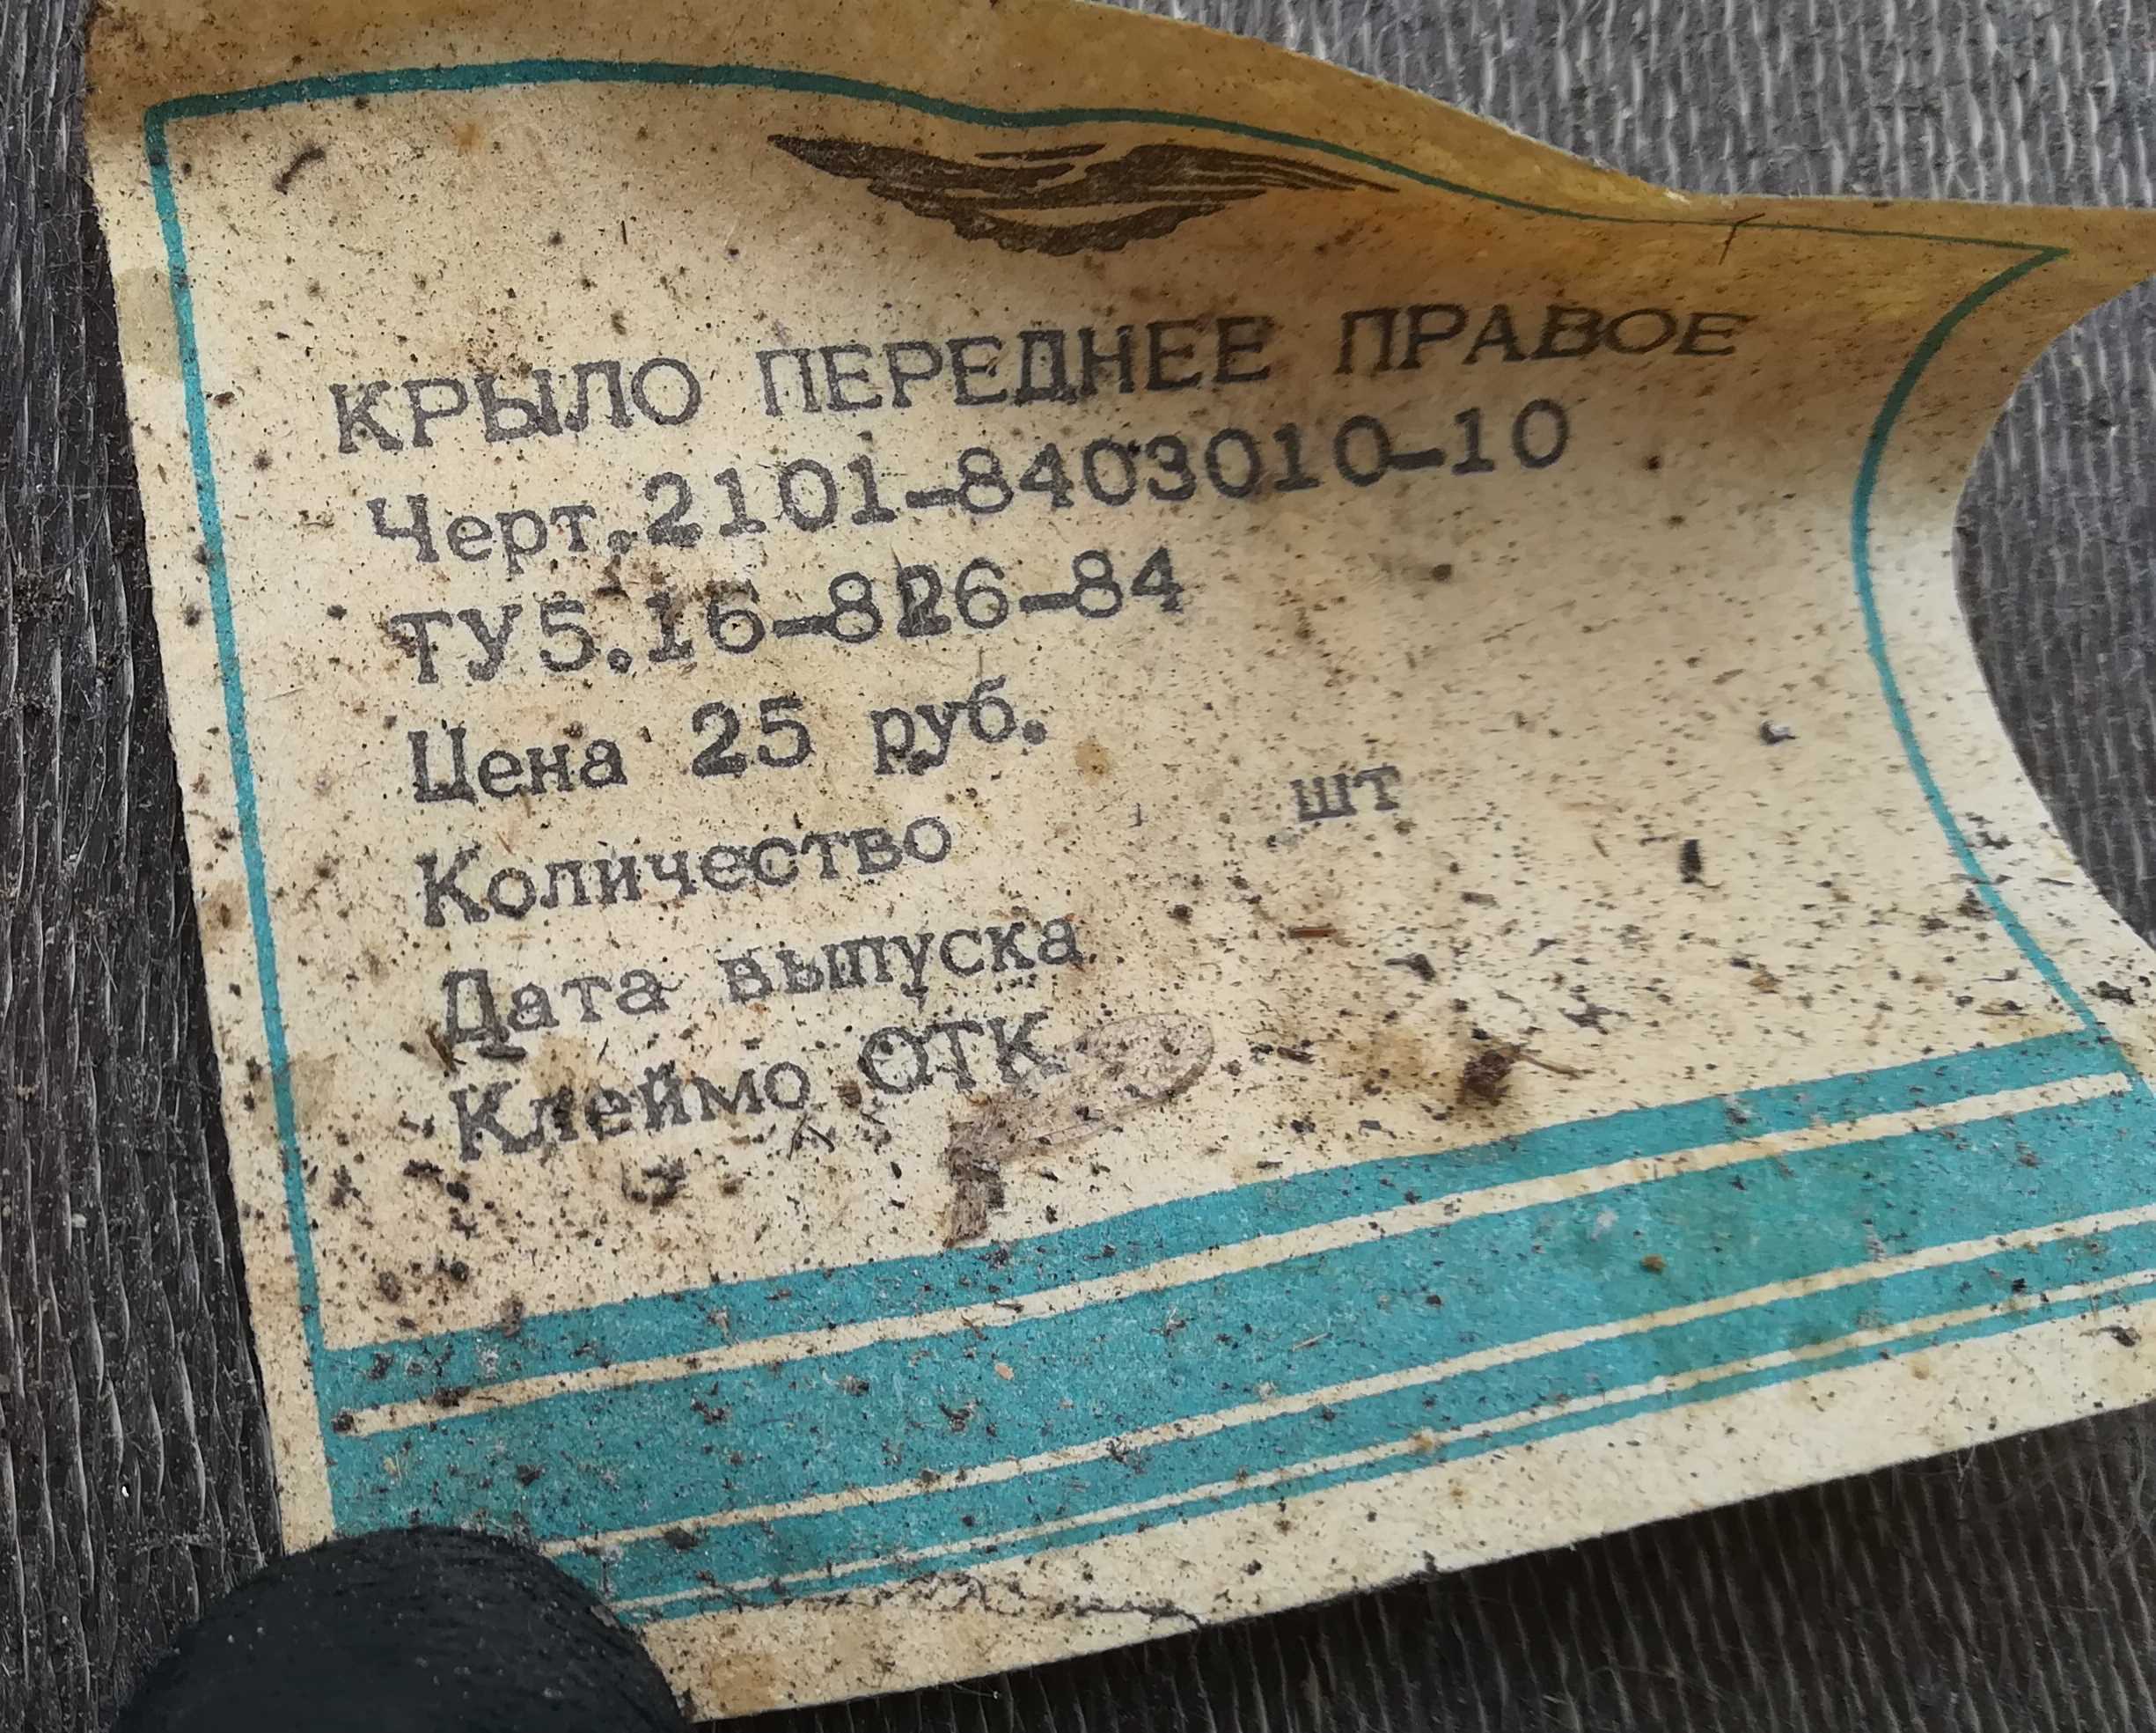 КРЫЛО ПЕРЕДНЕЕ ПРАВОЕ
Черт.2101-8403010-10
ТУ5.16-826-84
Цена 25 руб.
Количество шт
Дата выпуска
Клеймо ОТК